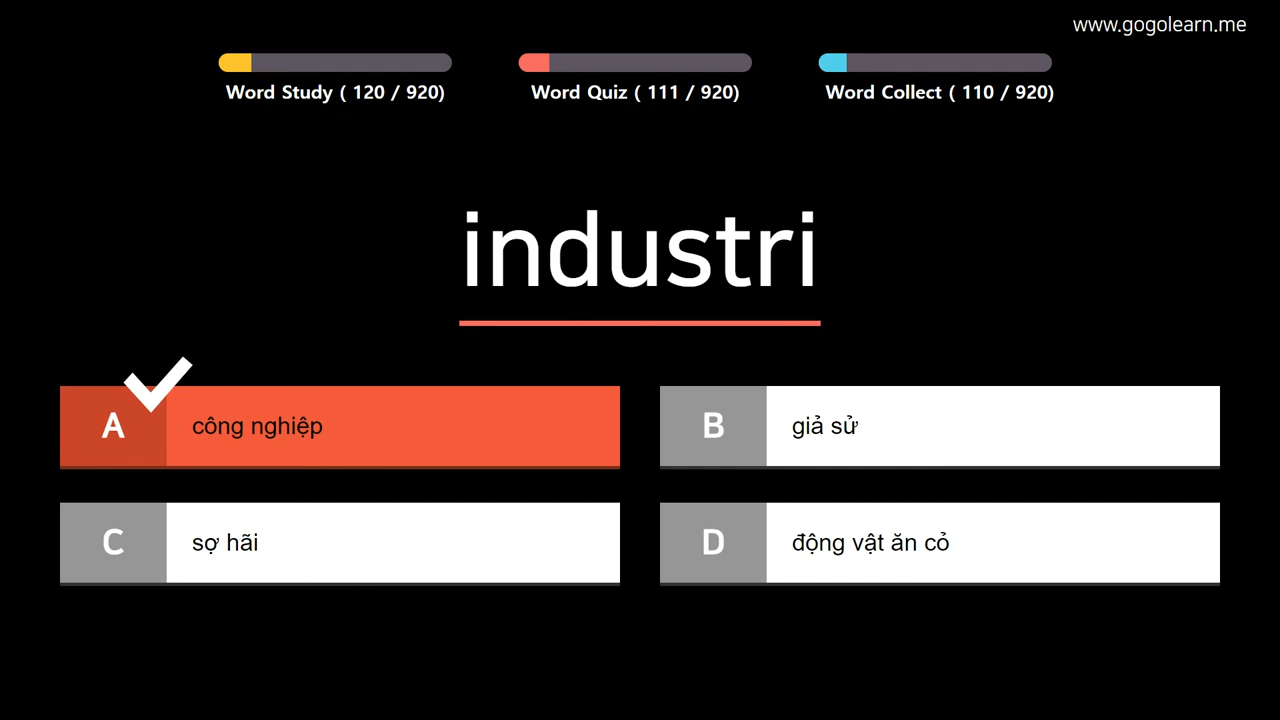 www.gogolearn.me
Word Study ( 120 / 920)
Word Quiz ( 111 / 920)
Word Collect ( 110 / 920)
industri
A công nghiệp
B giả sử
C sợ hãi
D động vật ăn cỏ